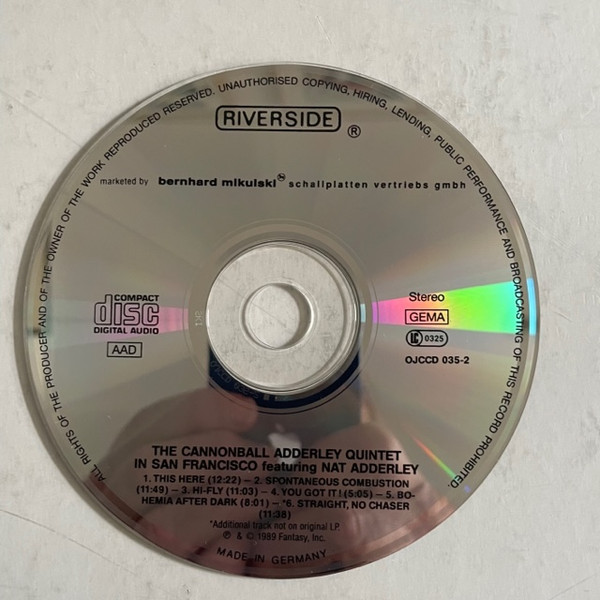 ALL RIGHTS OF THE PRODUCER AND OF THE OWNER OF THE WORK REPRODUCED RESERVED. UNAUTHORISED COPYING, HIRING, LENDING, PUBLIC PERFORMANCE AND BROADCASTING OF THIS RECORD PROHIBITED.
RIVERSIDE ®
marketed by bernhard mikulski schallplatten vertriebs gmbh
COMPACT
disc
DIGITAL AUDIO
AAD
Stereo
GEMA
LC 0325
OJCCD 035-2
THE CANNONBALL ADDERLEY QUINTET
IN SAN FRANCISCO featuring NAT ADDERLEY
1. THIS HERE (12:22) – 2. SPONTANEOUS COMBUSTION
(11:49) – 3. HI-FLY (11:03) – 4. YOU GOT IT! (5:05) – 5. BO-
HEMIA AFTER DARK (8:01) – *6. STRAIGHT, NO CHASER
(11:38)
*Additional track not on original LP
℗ & © 1989 Fantasy, Inc.
MADE IN GERMANY